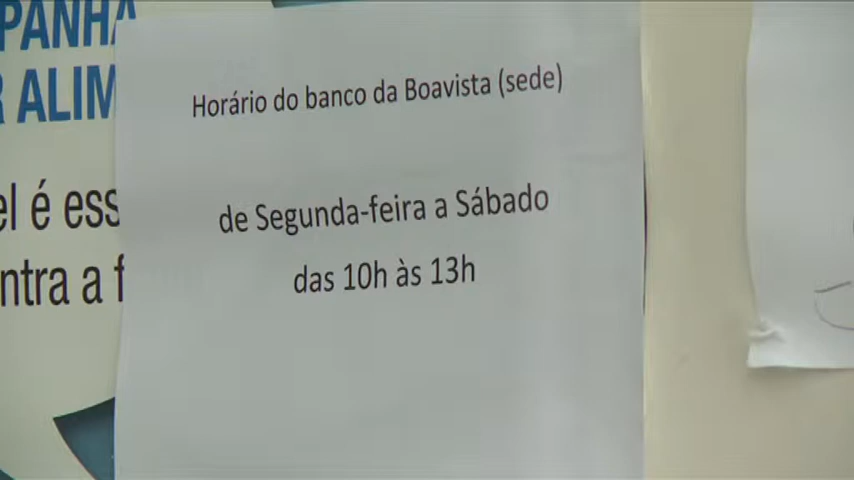 PANHA
R ALIM
el é ess
ntra a f
Horário do banco da Boavista (sede)
de Segunda-feira a Sábado
das 10h às 13h